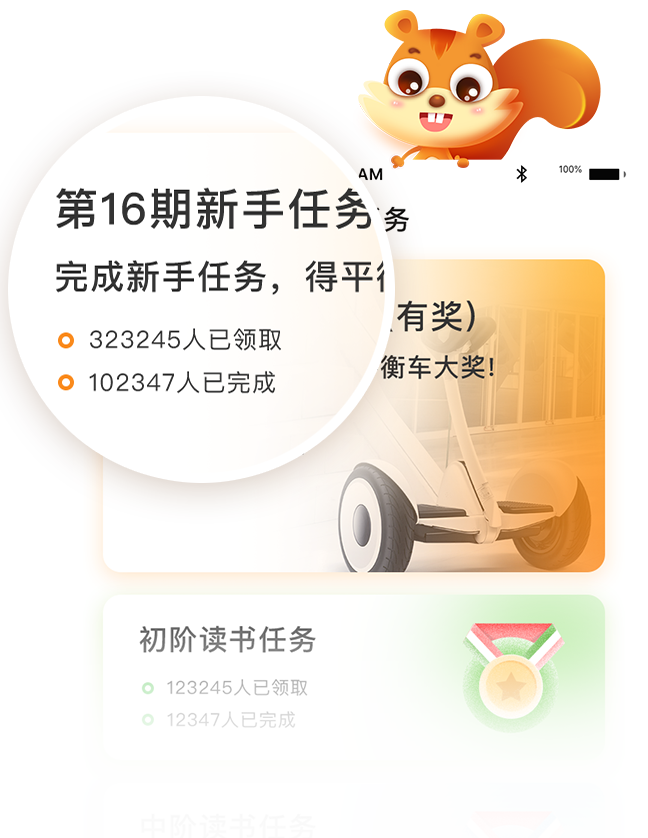 AM
100%
务
第16期新手任务
有奖）
完成新手任务，得平
衡车大奖!
323245人已领取
102347人已完成
初阶读书任务
123245人已领取
12347人已完成
中阶读书任务